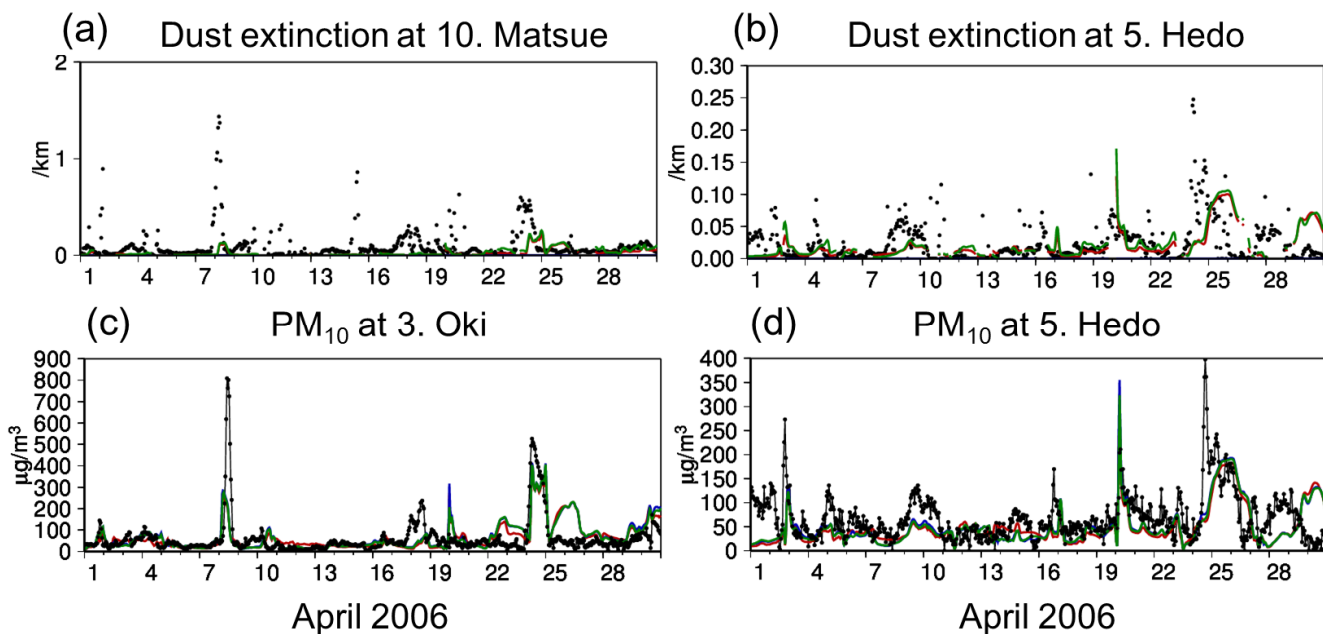 (a) Dust extinction at 10. Matsue
2
1
0
/km
1 4 7 10 13 16 19 22 25 28
(b) Dust extinction at 5. Hedo
0.30
0.25
0.20
0.15
0.10
0.05
0.00
/km
1 4 7 10 13 16 19 22 25 28
(c) PM₁₀ at 3. Oki
900
800
700
600
500
400
300
200
100
0
µg/m³
1 4 7 10 13 16 19 22 25 28
April 2006
(d) PM₁₀ at 5. Hedo
400
350
300
250
200
150
100
50
0
µg/m³
1 4 7 10 13 16 19 22 25 28
April 2006